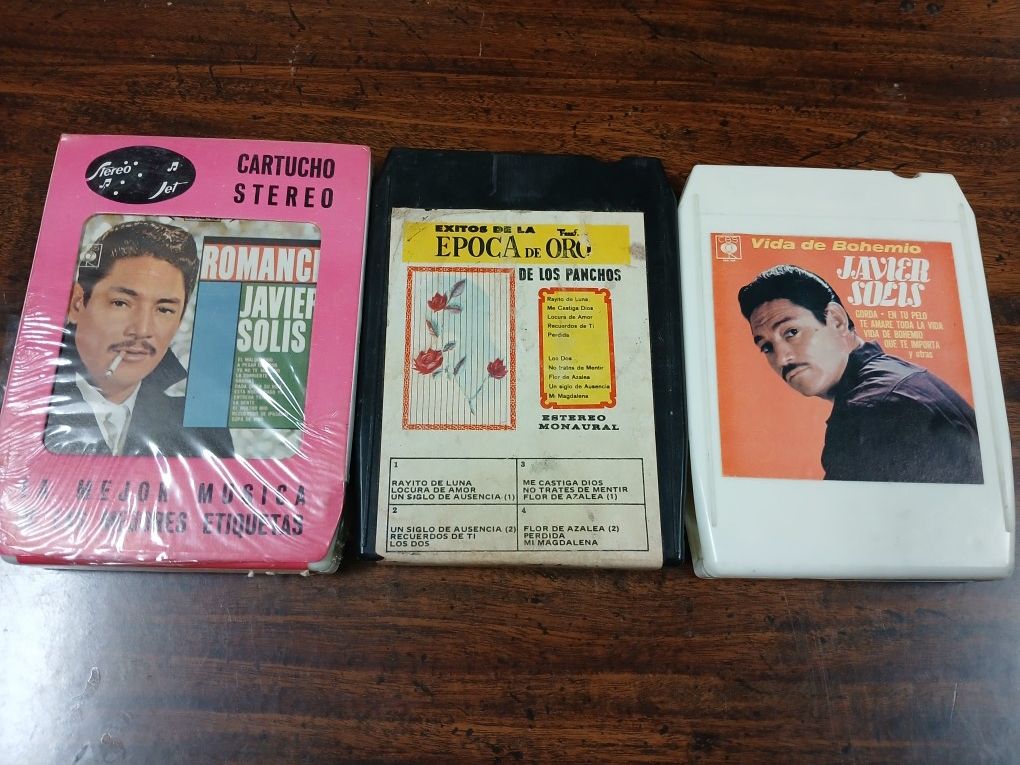 Stereo
Jet
CARTUCHO
STEREO
ROMANC
JAVIER
SOLIS
MEJOR MUSICA
ETIQUETAS
EXITOS DE LA
EPOCA DE ORO
DE LOS PANCHOS
Rayito de Luna
Me Castiga Dios
Locura de Amor
Recuerdos de Ti
Perdida
Los Dos
No trates de Mentir
Flor de Azalea
Un siglo de Ausencia
Mi Magdalena
ESTEREO
MONAURAL
1
RAYITO DE LUNA
LOCURA DE AMOR
UN SIGLO DE AUSENCIA (1)
3
ME CASTIGA DIOS
NO TRATES DE MENTIR
FLOR DE AZALEA (1)
2
UN SIGLO DE AUSENCIA (2)
RECUERDOS DE TI
LOS DOS
4
FLOR DE AZALEA (2)
PERDIDA
MI MAGDALENA
CBS
Vida de Bohemio
JAVIER
SOLIS
GORDA • EN TU PELO
TE AMARE TODA LA VIDA
VIDA DE BOHEMIO
QUE TE IMPORTA
y otras